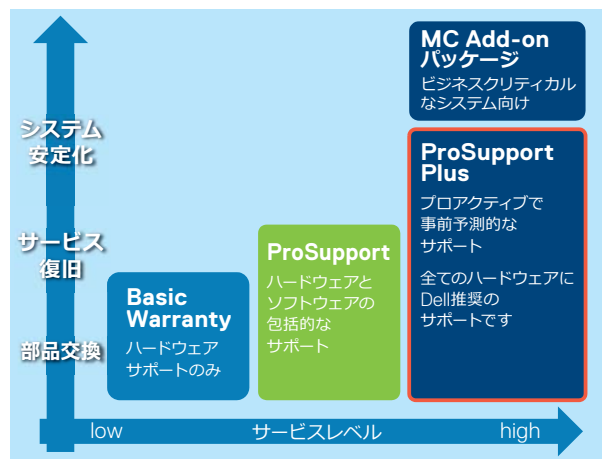 システム
安定化
サービス
復旧
部品交換
Basic
Warranty
ハードウェア
サポートのみ
ProSupport
ハードウェアと
ソフトウェアの
包括的な
サポート
MC Add-on
パッケージ
ビジネスクリティカル
なシステム向け
ProSupport
Plus
プロアクティブで
事前予測的な
サポート
全てのハードウェアに
Dell推奨の
サポートです
low
サービスレベル
high